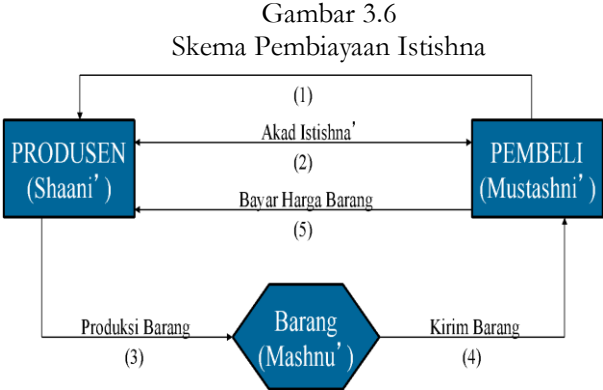 Gambar 3.6
Skema Pembiayaan Istishna
(1)
PRODUSEN
(Shaani’)
Akad Istishna’
(2)
Bayar Harga Barang
(5)
PEMBELI
(Mustashni’)
Produksi Barang
(3)
Barang
(Mashnu’)
Kirim Barang
(4)